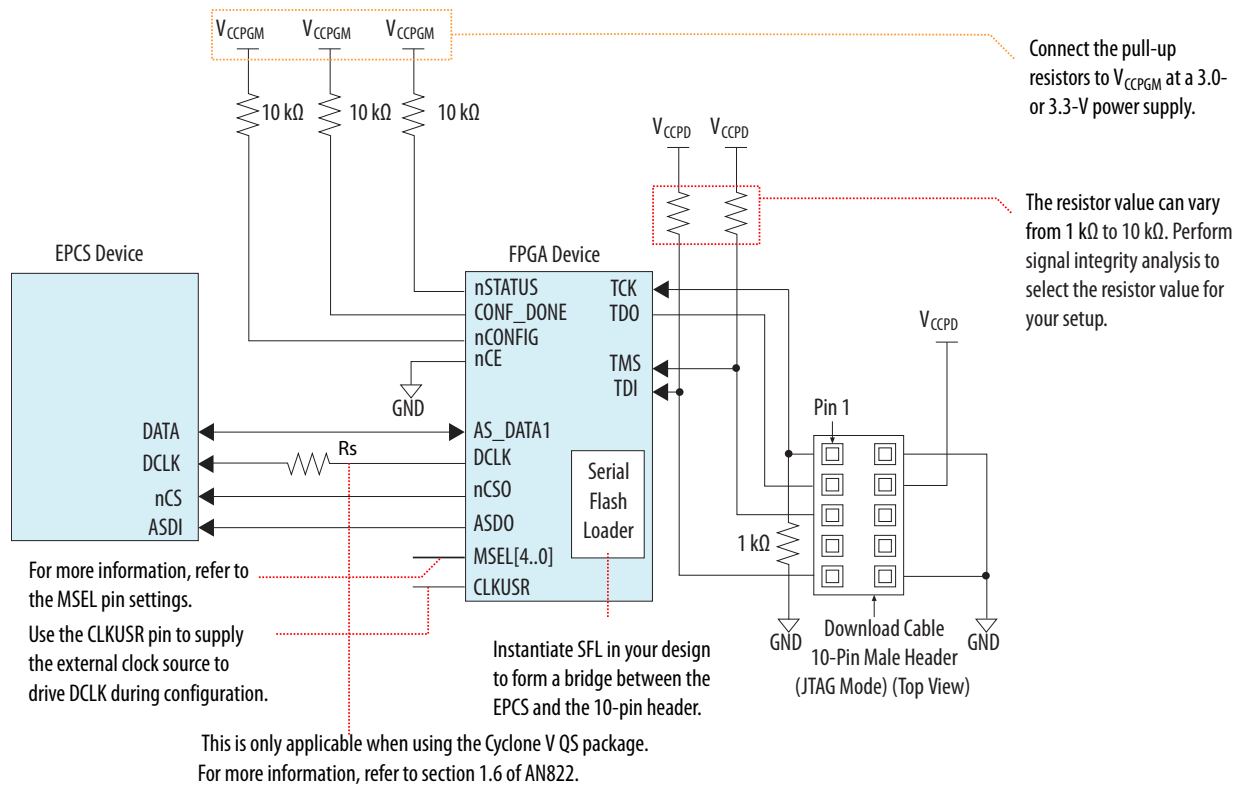 VCCPGM VCCPGM VCCPGM
Connect the pull-up
resistors to VCCPGM at a 3.0-
or 3.3-V power supply.
10 kΩ 10 kΩ 10 kΩ
VCCPD VCCPD
The resistor value can vary
from 1 kΩ to 10 kΩ. Perform
signal integrity analysis to
select the resistor value for
your setup.
EPCS Device
FPGA Device
nSTATUS
CONF_DONE
nCONFIG
nCE
TCK
TDO
TMS
TDI
VCCPD
GND
Pin 1
DATA
DCLK
nCS
ASDI
Rs
AS_DATA1
DCLK
nCSO
ASDO
MSEL[4..0]
CLKUSR
Serial
Flash
Loader
1 kΩ
GND
GND
Download Cable
10-Pin Male Header
(JTAG Mode) (Top View)
For more information, refer to
the MSEL pin settings.
Use the CLKUSR pin to supply
the external clock source to
drive DCLK during configuration.
Instantiate SFL in your design
to form a bridge between the
EPCS and the 10-pin header.
This is only applicable when using the Cyclone V QS package.
For more information, refer to section 1.6 of AN822.